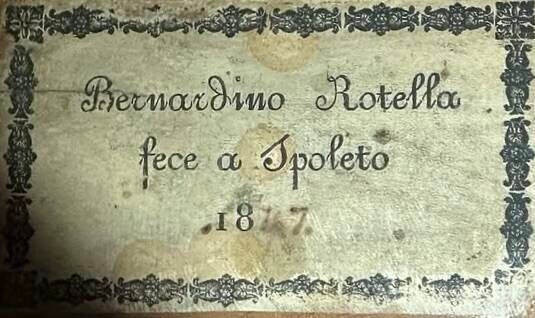 Bernardino Rotella
fece a Spoleto
18